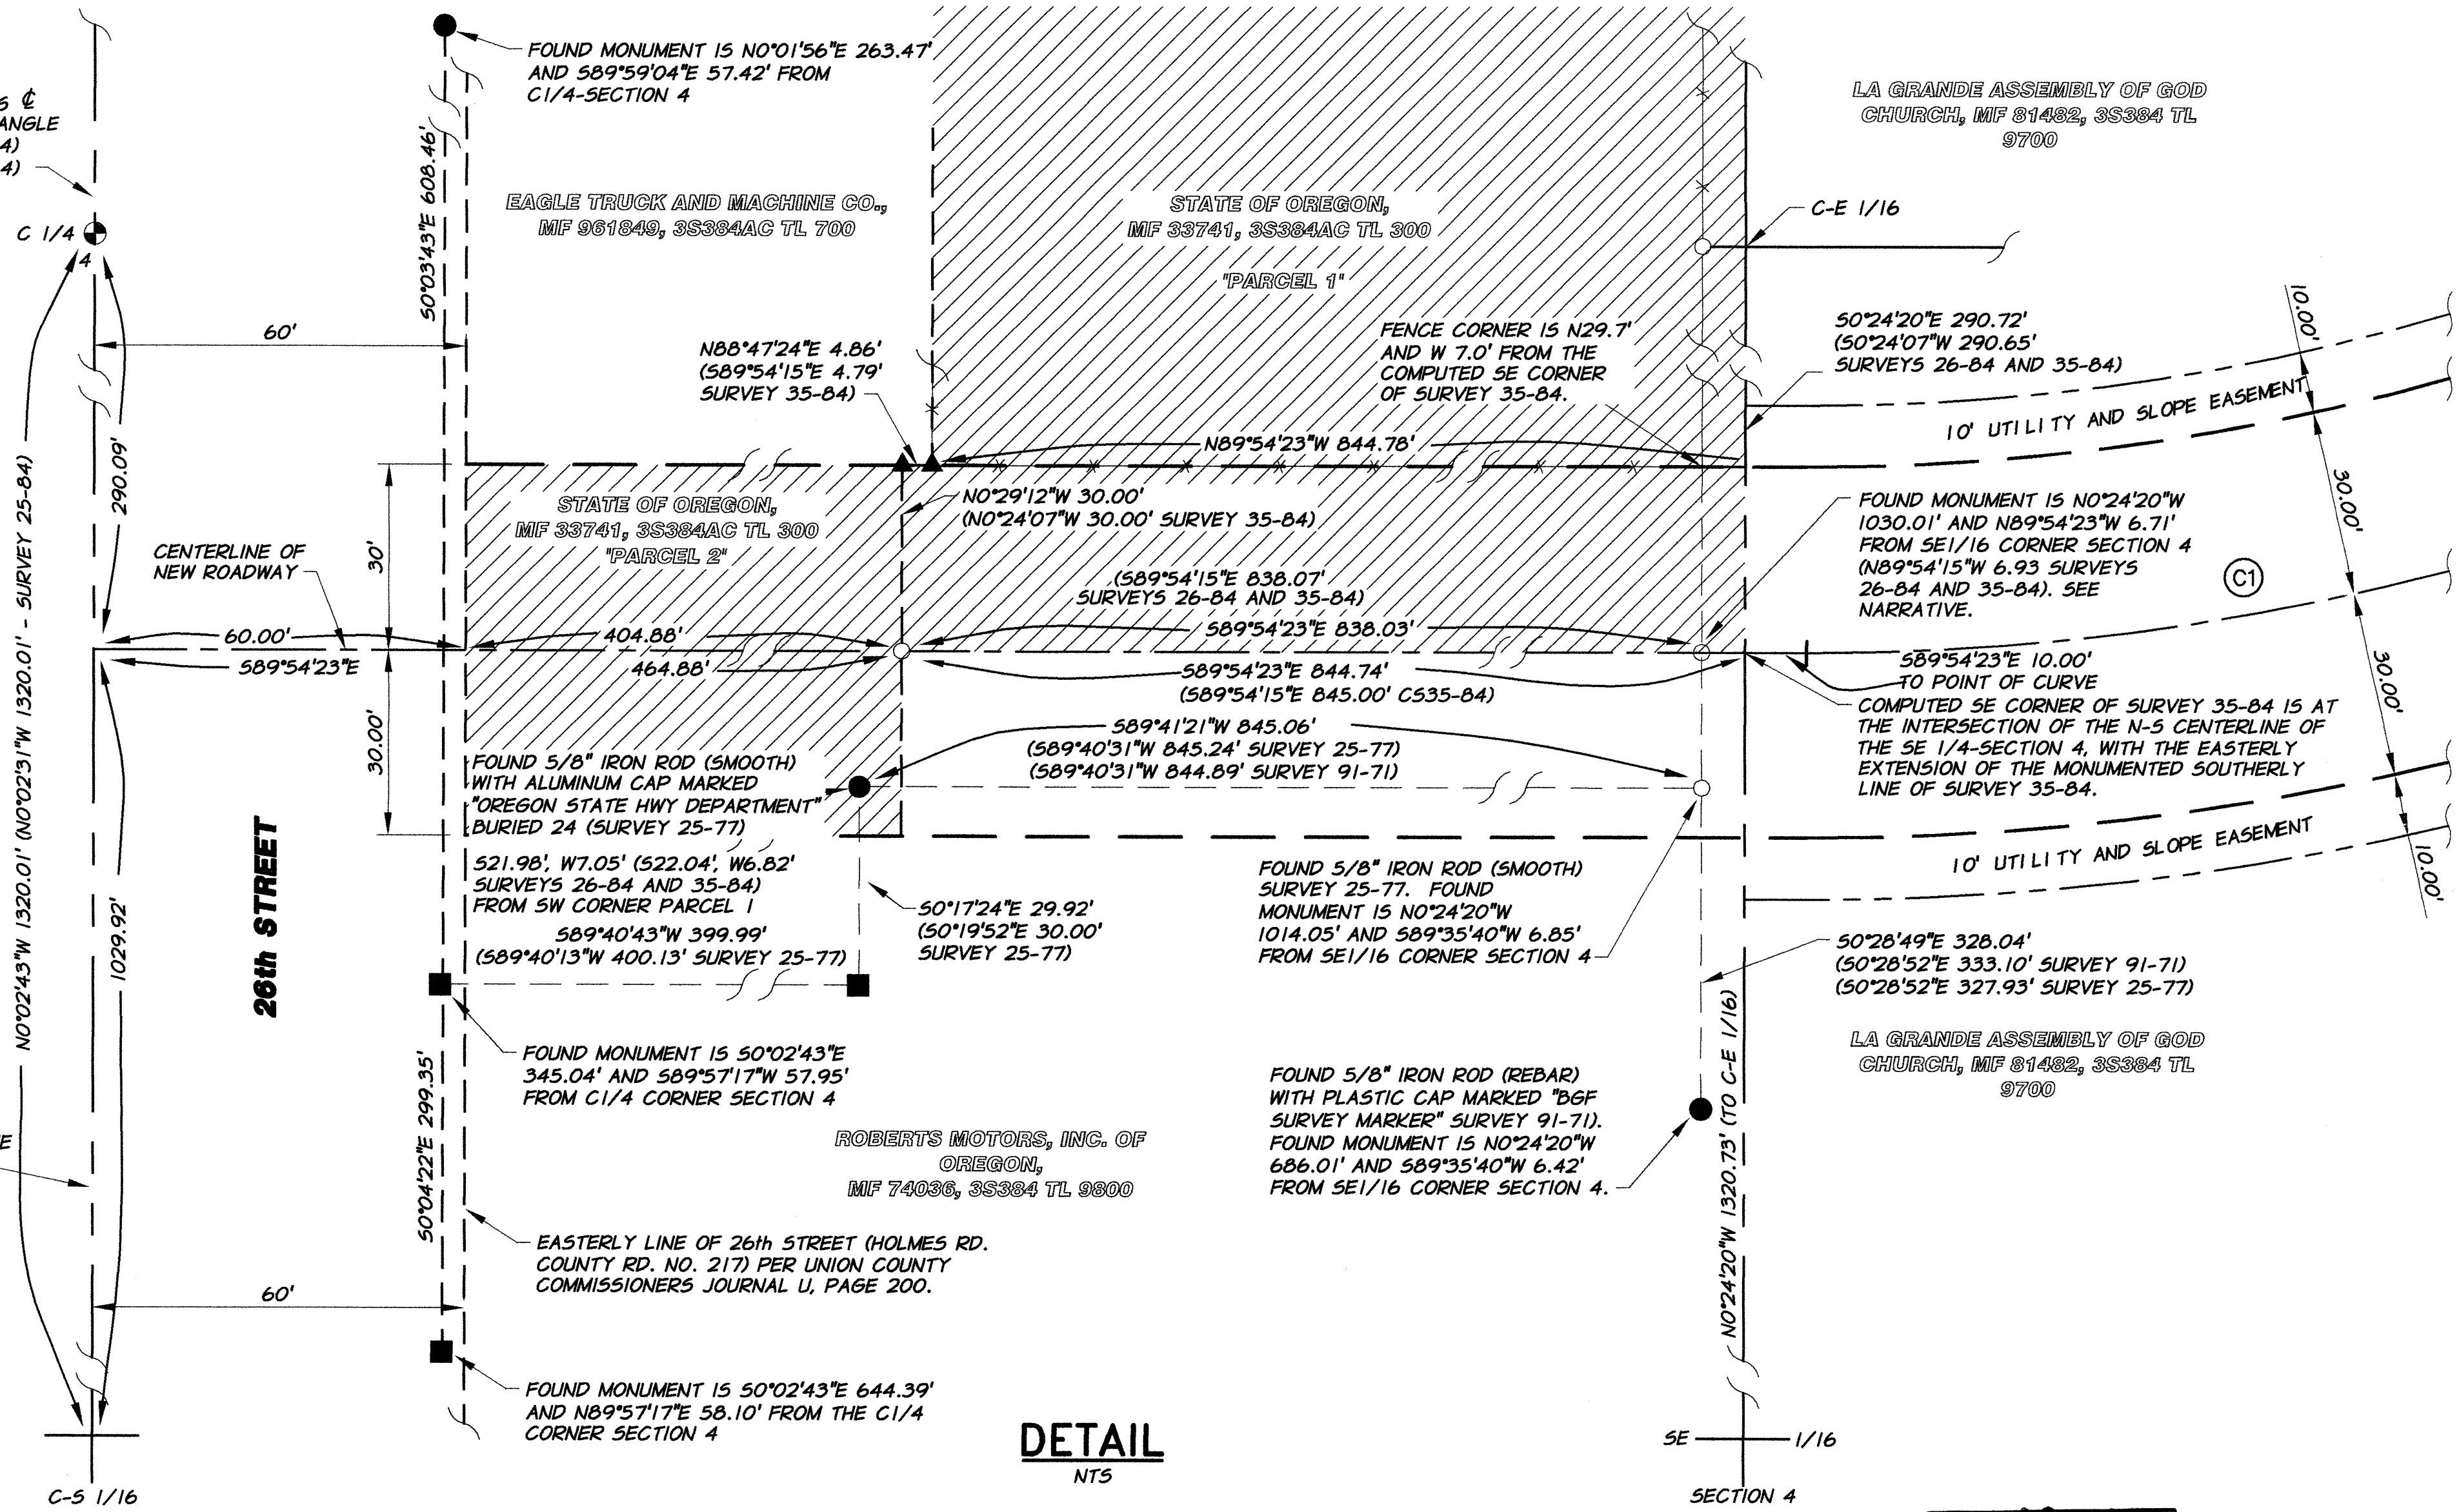 FOUND MONUMENT IS N0°01'56"E 263.47'
AND S89°59'04"E 57.42' FROM
C1/4-SECTION 4
S ℄
ANGLE
4)
4)
C 1/4
4
S0°03'43"E 608.46'
EAGLE TRUCK AND MACHINE CO.,
MF 961849, 3S384AC TL 700
STATE OF OREGON,
MF 33741, 3S384AC TL 300
"PARCEL 1"
LA GRANDE ASSEMBLY OF GOD
CHURCH, MF 81482, 3S384 TL
9700
C-E 1/16
60'
N88°47'24"E 4.86'
(S89°54'15"E 4.79'
SURVEY 35-84)
FENCE CORNER IS N29.7'
AND W 7.0' FROM THE
COMPUTED SE CORNER
OF SURVEY 35-84.
S0°24'20"E 290.72'
(S0°24'07"W 290.65'
SURVEYS 26-84 AND 35-84)
10.00'
10' UTILITY AND SLOPE EASEMENT
30.00'
290.09'
N0°02'43"W 1320.01' (N0°02'31"W 1320.01' - SURVEY 25-84)
N89°54'23"W 844.78'
30'
STATE OF OREGON,
MF 33741, 3S384AC TL 300
"PARCEL 2"
N0°29'12"W 30.00'
(N0°24'07"W 30.00' SURVEY 35-84)
FOUND MONUMENT IS N0°24'20"W
1030.01' AND N89°54'23"W 6.71'
FROM SE1/16 CORNER SECTION 4
(N89°54'15"W 6.93 SURVEYS
26-84 AND 35-84). SEE
NARRATIVE.
C1
CENTERLINE OF
NEW ROADWAY
(S89°54'15"E 838.07'
SURVEYS 26-84 AND 35-84)
60.00'
404.88'
S89°54'23"E 838.03'
S89°54'23"E
464.88'
S89°54'23"E 844.74'
(S89°54'15"E 845.00' CS35-84)
S89°54'23"E 10.00'
TO POINT OF CURVE
30.00'
COMPUTED SE CORNER OF SURVEY 35-84 IS AT
THE INTERSECTION OF THE N-S CENTERLINE OF
THE SE 1/4-SECTION 4, WITH THE EASTERLY
EXTENSION OF THE MONUMENTED SOUTHERLY
LINE OF SURVEY 35-84.
30.00'
S89°41'21"W 845.06'
(S89°40'31"W 845.24' SURVEY 25-77)
(S89°40'31"W 844.89' SURVEY 91-71)
FOUND 5/8" IRON ROD (SMOOTH)
WITH ALUMINUM CAP MARKED
"OREGON STATE HWY DEPARTMENT"
BURIED 24 (SURVEY 25-77)
S21.98', W7.05' (S22.04', W6.82'
SURVEYS 26-84 AND 35-84)
FROM SW CORNER PARCEL 1
10' UTILITY AND SLOPE EASEMENT
10.00'
26th STREET
1029.92'
S89°40'43"W 399.99'
(S89°40'13"W 400.13' SURVEY 25-77)
S0°17'24"E 29.92'
(S0°19'52"E 30.00'
SURVEY 25-77)
FOUND 5/8" IRON ROD (SMOOTH)
SURVEY 25-77. FOUND
MONUMENT IS N0°24'20"W
1014.05' AND S89°35'40"W 6.85'
FROM SE1/16 CORNER SECTION 4
S0°28'49"E 328.04'
(S0°28'52"E 333.10' SURVEY 91-71)
(S0°28'52"E 327.93' SURVEY 25-77)
S0°04'22"E 299.35'
FOUND MONUMENT IS S0°02'43"E
345.04' AND S89°57'17"W 57.95'
FROM C1/4 CORNER SECTION 4
ROBERTS MOTORS, INC. OF
OREGON,
MF 74036, 3S384 TL 9800
FOUND 5/8" IRON ROD (REBAR)
WITH PLASTIC CAP MARKED "BGF
SURVEY MARKER" SURVEY 91-71).
FOUND MONUMENT IS N0°24'20"W
686.01' AND S89°35'40"W 6.42'
FROM SE1/16 CORNER SECTION 4.
N0°24'20"W 1320.73' (TO C-E 1/16)
LA GRANDE ASSEMBLY OF GOD
CHURCH, MF 81482, 3S384 TL
9700
EASTERLY LINE OF 26th STREET (HOLMES RD.
COUNTY RD. NO. 217) PER UNION COUNTY
COMMISSIONERS JOURNAL U, PAGE 200.
60'
FOUND MONUMENT IS S0°02'43"E 644.39'
AND N89°57'17"E 58.10' FROM THE C1/4
CORNER SECTION 4
DETAIL
NTS
C-S 1/16
SE 1/16
SECTION 4